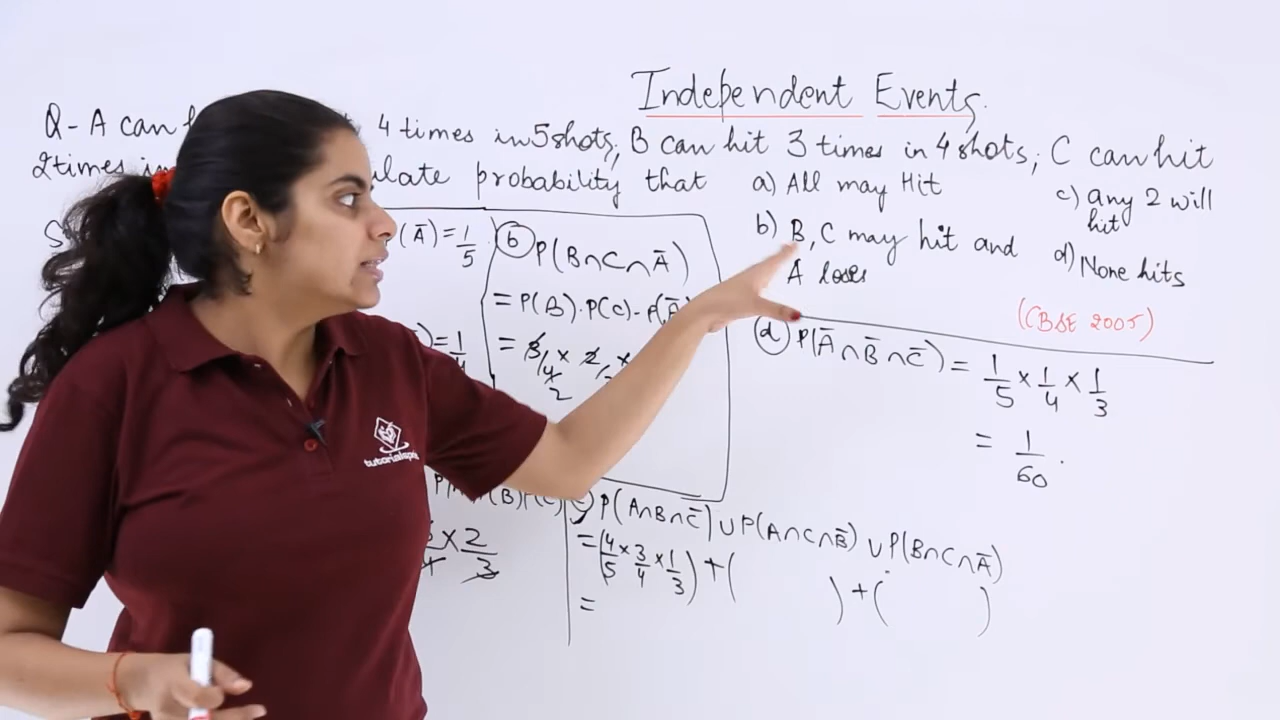 Independent Events.
Q- A can 4 times in 5 shots, B can hit 3 times in 4 shots, C can hit
2 times in probability that
a) All may Hit
b) B, C may hit and
A loses
c) any 2 will
hit
d) None hits
(CBSE 2005)
(Ā) = 1/5
= 1/4
(B) P(C)
× 2/3
b P(B∩C∩Ā)
= P(B)·P(C)-P(Ā)
= 3/4 × 2/
2
d P(Ā∩B̄∩C̄) = 1/5 × 1/4 × 1/3
= 1/60.
P(A∩B∩C̄) ∪ P(A∩C∩B̄) ∪ P(B∩C∩Ā)
= (4/5 × 3/4 × 1/3) + ( ) + ( )
=